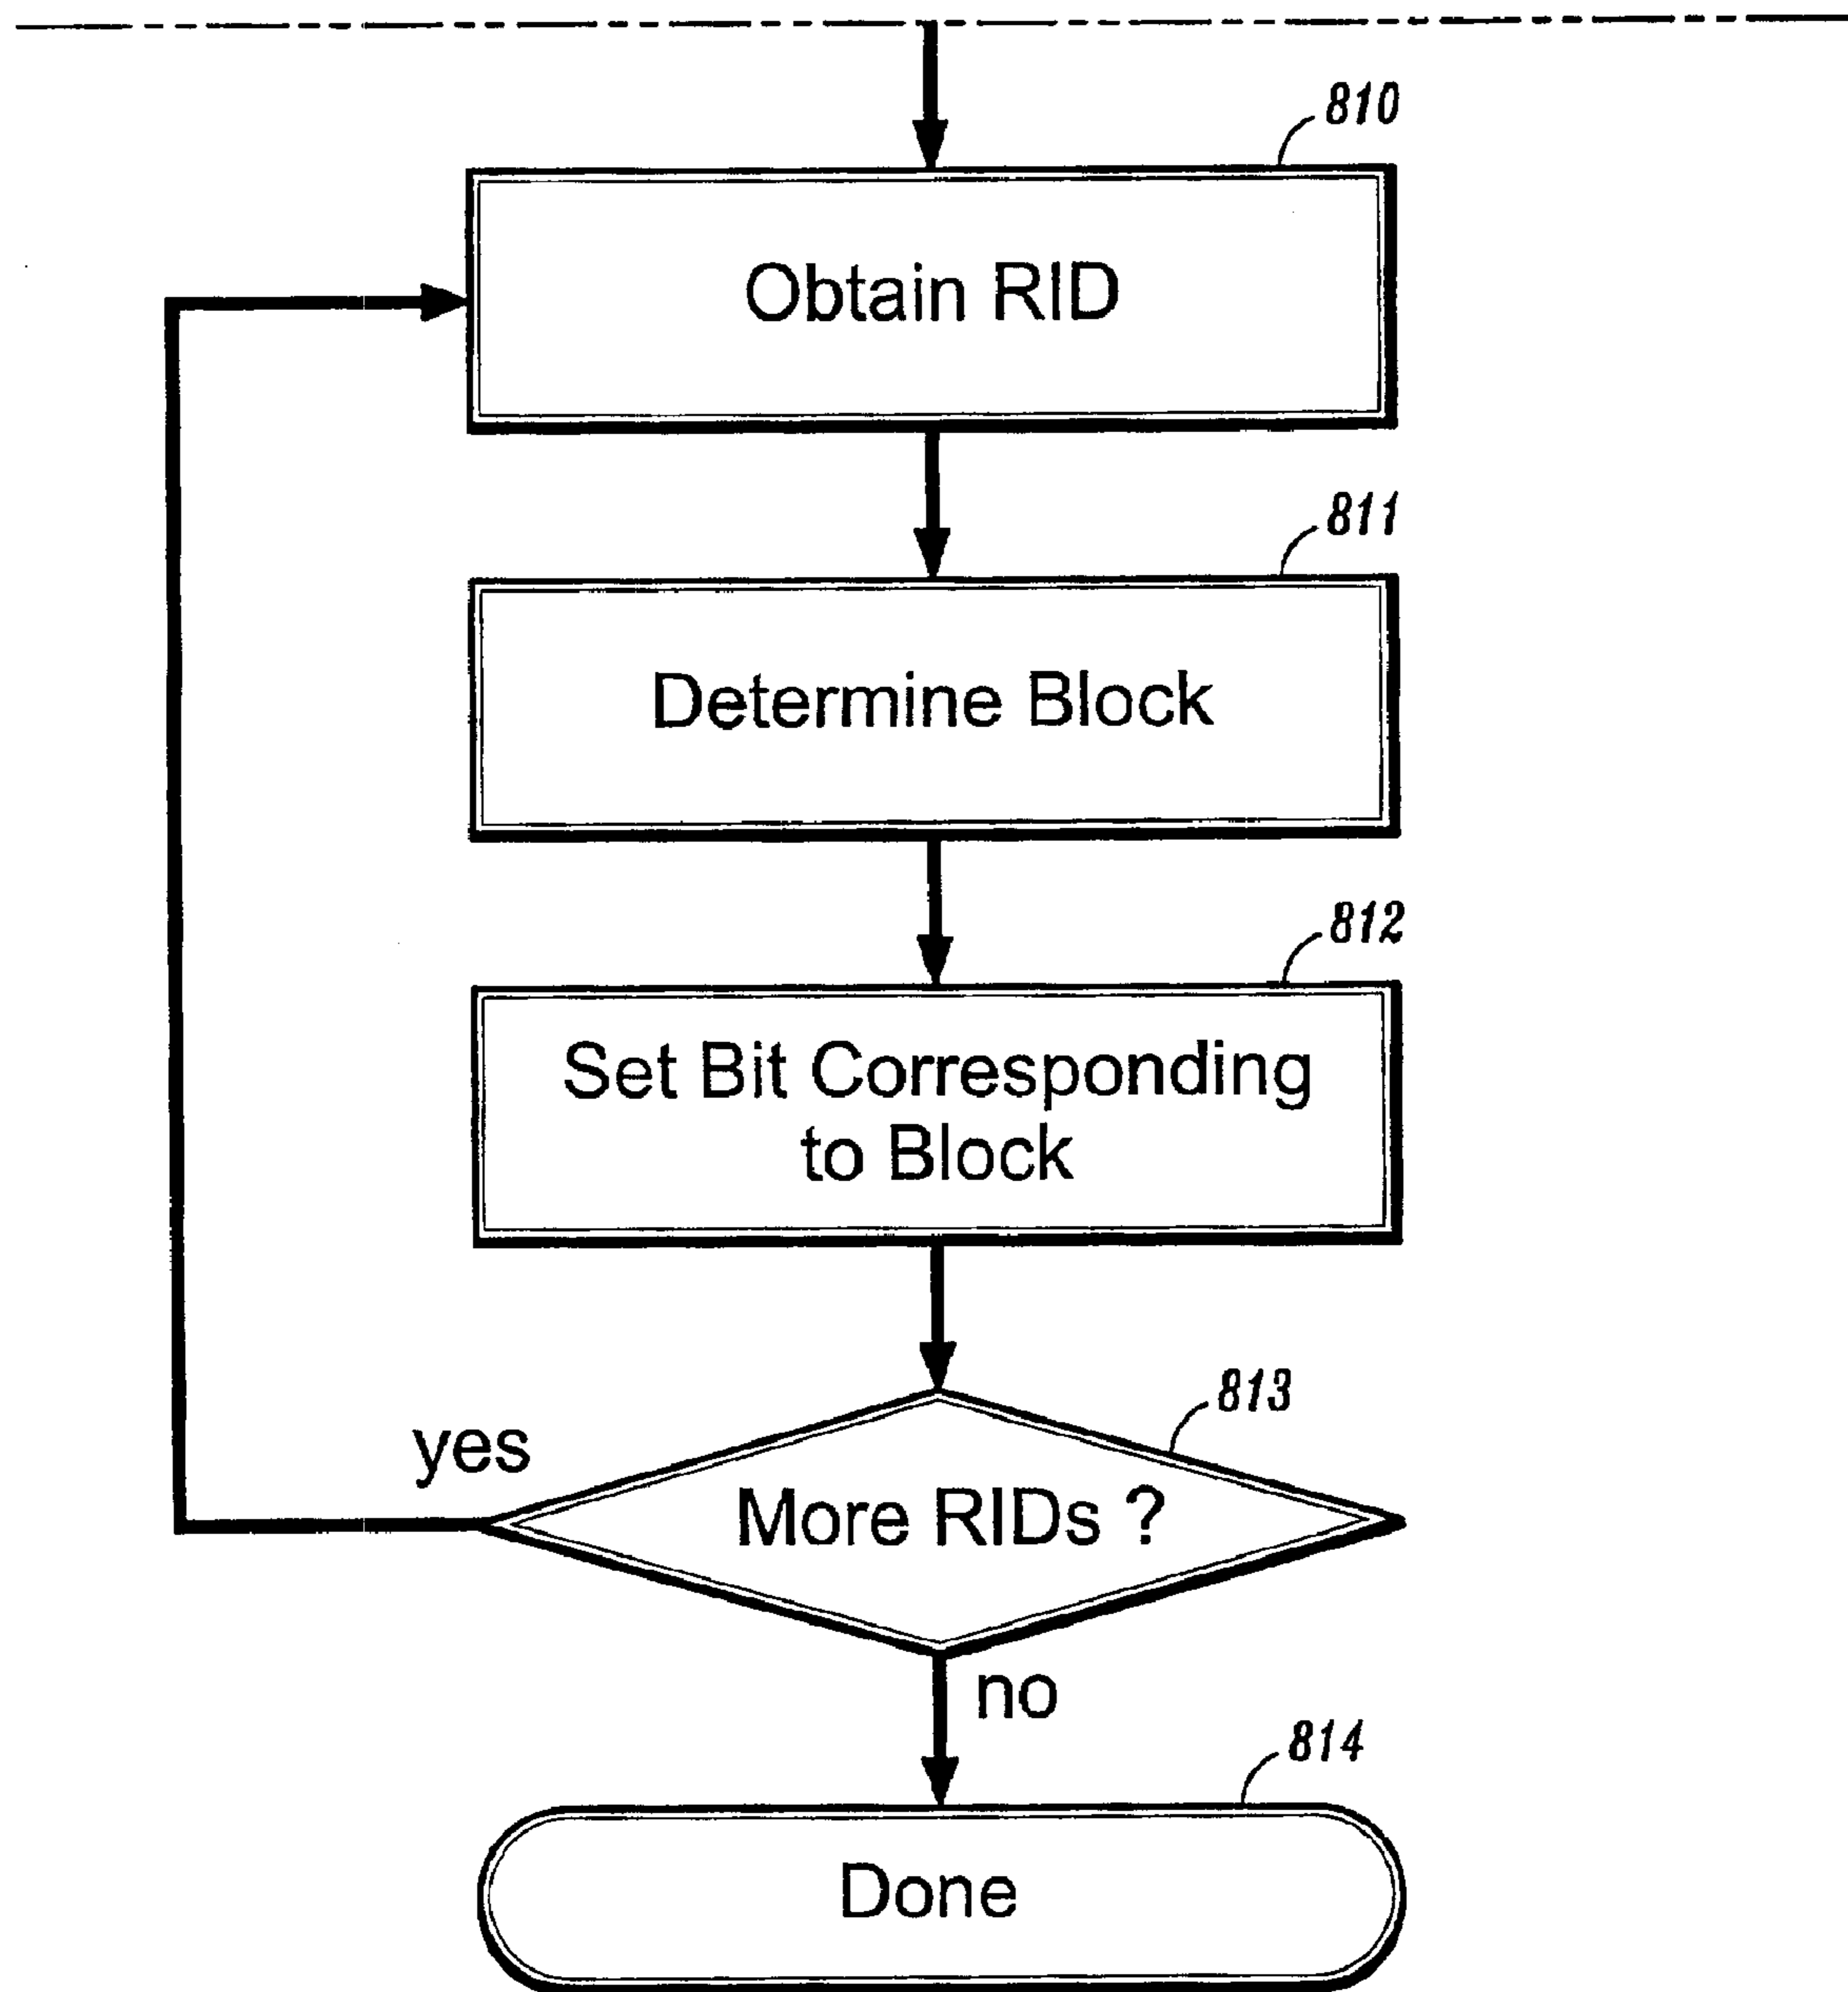 810
Obtain RID
811
Determine Block
812
Set Bit Corresponding
to Block
813
yes
More RIDs ?
no
814
Done